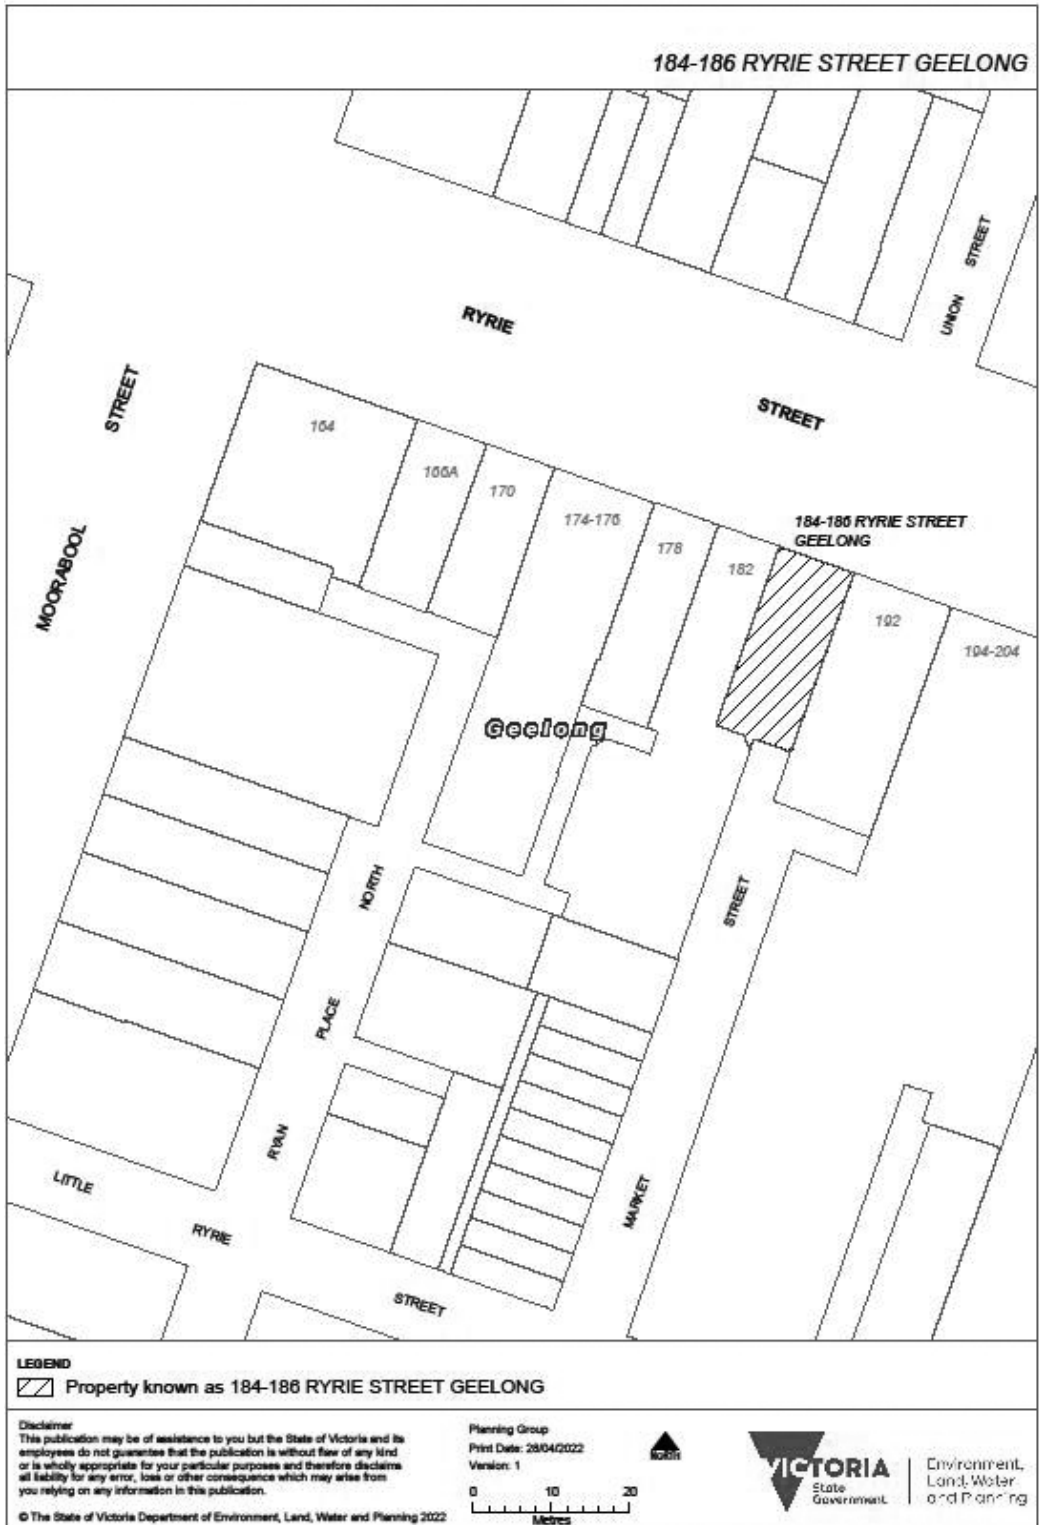 184-186 RYRIE STREET GEELONG
STREET
UNION
RYRIE
STREET
STREET
MOORABOOL
164
166A
170
174-176
178
182
184-186 RYRIE STREET
GEELONG
192
194-204
Geelong
NORTH
PLACE
RYAN
STREET
MARKET
LITTLE
RYRIE
STREET
LEGEND
Property known as 184-186 RYRIE STREET GEELONG
Disclaimer
This publication may be of assistance to you but the State of Victoria and its
employees do not guarantee that the publication is without flaw of any kind
or is wholly appropriate for your particular purposes and therefore disclaims
all liability for any error, loss or other consequence which may arise from
you relying on any information in this publication.
© The State of Victoria Department of Environment, Land, Water and Planning 2022
Planning Group
Print Date: 28/04/2022
Version: 1
0 10 20
Metres
NORTH
VICTORIA
State
Government
Environment,
Land, Water
and Planning